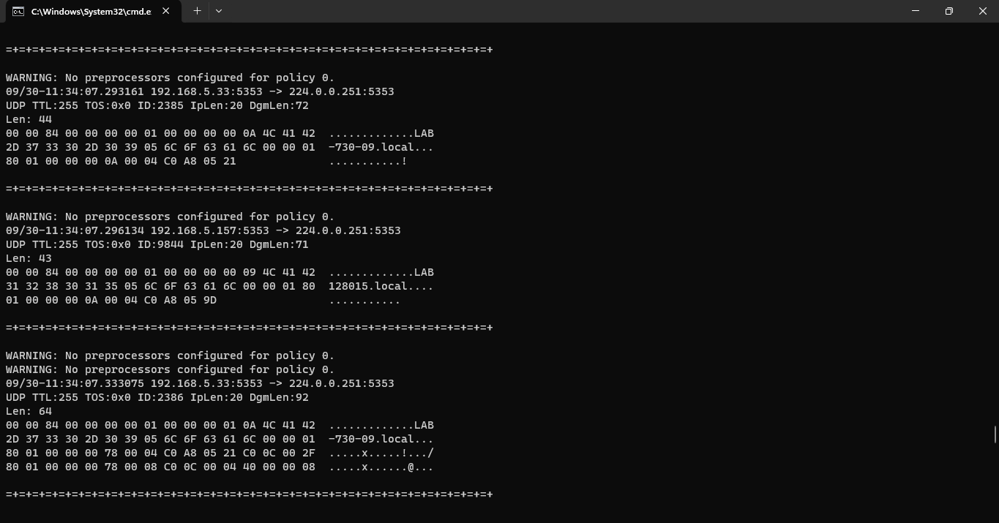 C:\Windows\System32\cmd.e
=+=+=+=+=+=+=+=+=+=+=+=+=+=+=+=+=+=+=+=+=+=+=+=+=+=+=+=+=+=+=+=+=+=+=+=+=+
WARNING: No preprocessors configured for policy 0.
09/30-11:34:07.293161 192.168.5.33:5353 -> 224.0.0.251:5353
UDP TTL:255 TOS:0x0 ID:2385 IpLen:20 DgmLen:72
Len: 44
00 00 84 00 00 00 00 01 00 00 00 00 0A 4C 41 42  .............LAB
2D 37 33 30 2D 30 39 05 6C 6F 63 61 6C 00 00 01  -730-09.local...
80 01 00 00 00 0A 00 04 C0 A8 05 21              ...........!
=+=+=+=+=+=+=+=+=+=+=+=+=+=+=+=+=+=+=+=+=+=+=+=+=+=+=+=+=+=+=+=+=+=+=+=+=+
WARNING: No preprocessors configured for policy 0.
09/30-11:34:07.296134 192.168.5.157:5353 -> 224.0.0.251:5353
UDP TTL:255 TOS:0x0 ID:9844 IpLen:20 DgmLen:71
Len: 43
00 00 84 00 00 00 00 01 00 00 00 00 09 4C 41 42  .............LAB
31 32 38 30 31 35 05 6C 6F 63 61 6C 00 00 01 80  128015.local....
01 00 00 00 0A 00 04 C0 A8 05 9D                 ...........
=+=+=+=+=+=+=+=+=+=+=+=+=+=+=+=+=+=+=+=+=+=+=+=+=+=+=+=+=+=+=+=+=+=+=+=+=+
WARNING: No preprocessors configured for policy 0.
WARNING: No preprocessors configured for policy 0.
09/30-11:34:07.333075 192.168.5.33:5353 -> 224.0.0.251:5353
UDP TTL:255 TOS:0x0 ID:2386 IpLen:20 DgmLen:92
Len: 64
00 00 84 00 00 00 00 01 00 00 00 01 0A 4C 41 42  .............LAB
2D 37 33 30 2D 30 39 05 6C 6F 63 61 6C 00 00 01  -730-09.local...
80 01 00 00 00 78 00 04 C0 A8 05 21 C0 0C 00 2F  .....x.....!.../
80 01 00 00 00 78 00 08 C0 0C 00 04 40 00 00 08  .....x......@...
=+=+=+=+=+=+=+=+=+=+=+=+=+=+=+=+=+=+=+=+=+=+=+=+=+=+=+=+=+=+=+=+=+=+=+=+=+